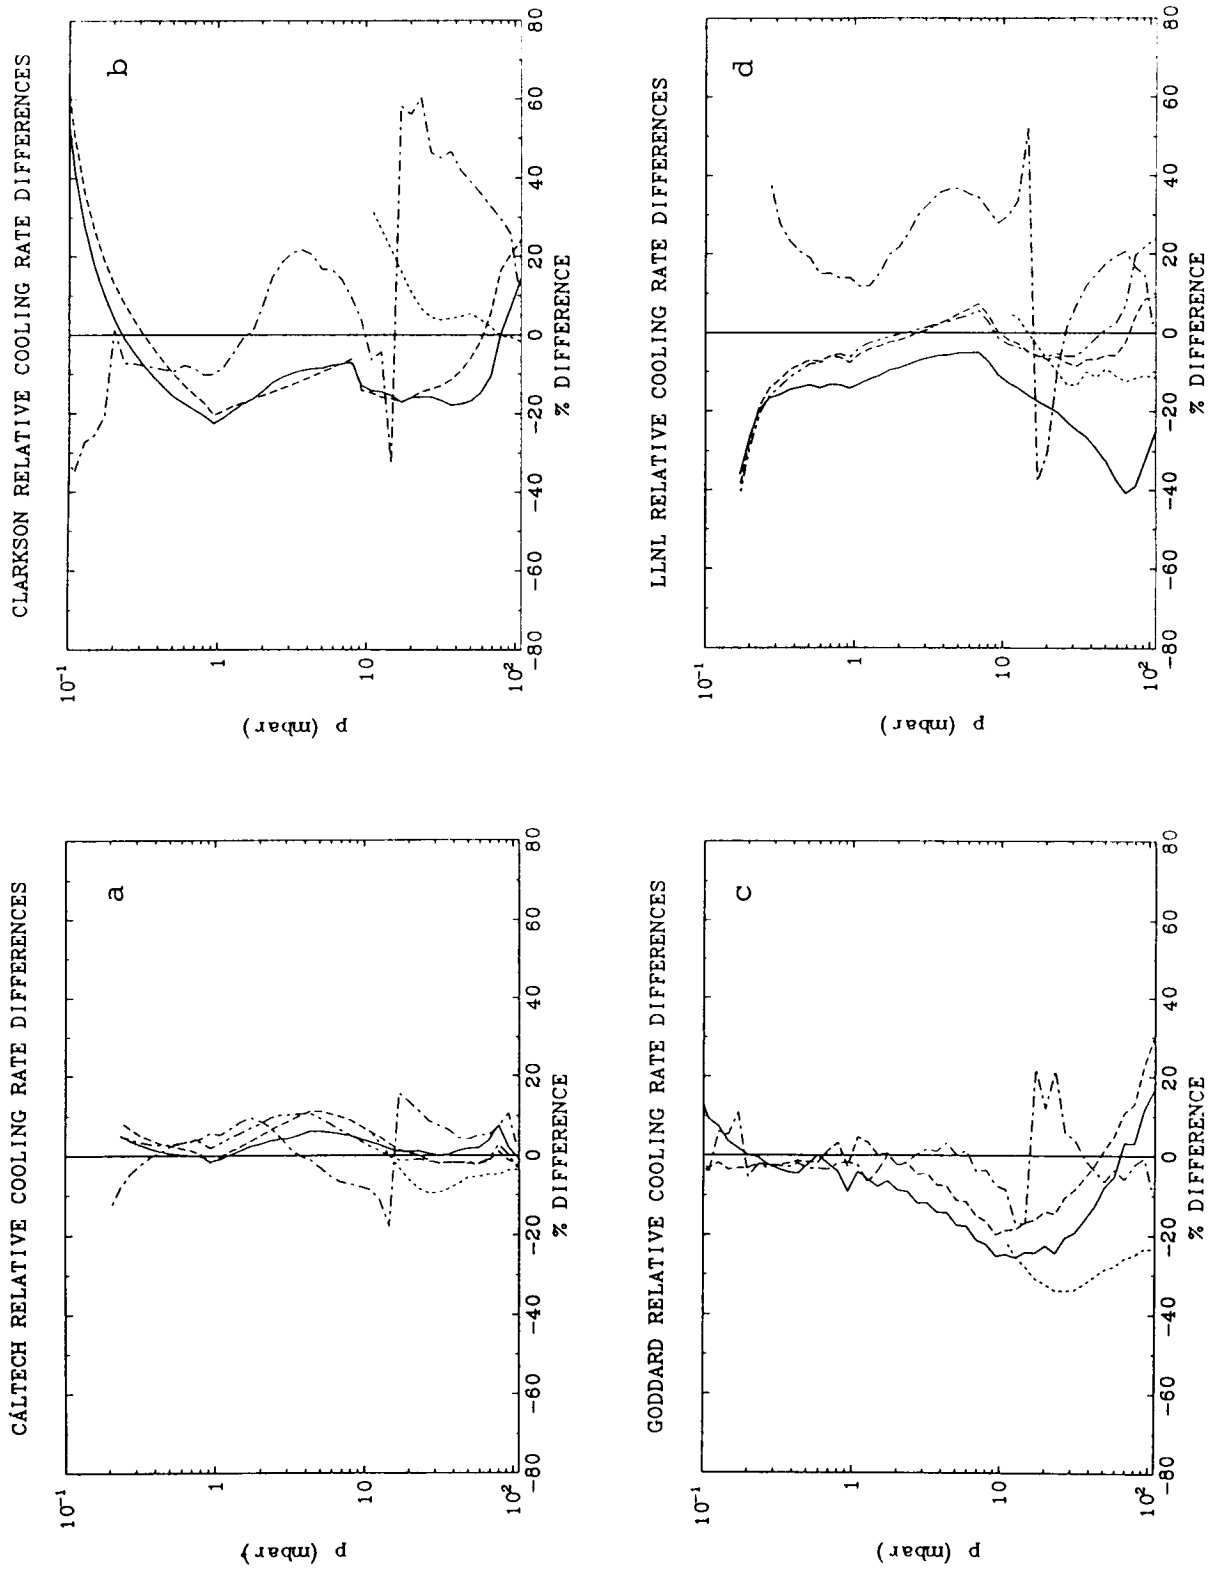 CALTECH RELATIVE COOLING RATE DIFFERENCES
a
10⁻¹
1
10
10²
p (mbar)
-80 -60 -40 -20 0 20 40 60 80
% DIFFERENCE
CLARKSON RELATIVE COOLING RATE DIFFERENCES
b
10⁻¹
1
10
10²
p (mbar)
-80 -60 -40 -20 0 20 40 60 80
% DIFFERENCE
GODDARD RELATIVE COOLING RATE DIFFERENCES
c
10⁻¹
1
10
10²
p (mbar)
-80 -60 -40 -20 0 20 40 60 80
% DIFFERENCE
LLNL RELATIVE COOLING RATE DIFFERENCES
d
10⁻¹
1
10
10²
p (mbar)
-80 -60 -40 -20 0 20 40 60 80
% DIFFERENCE